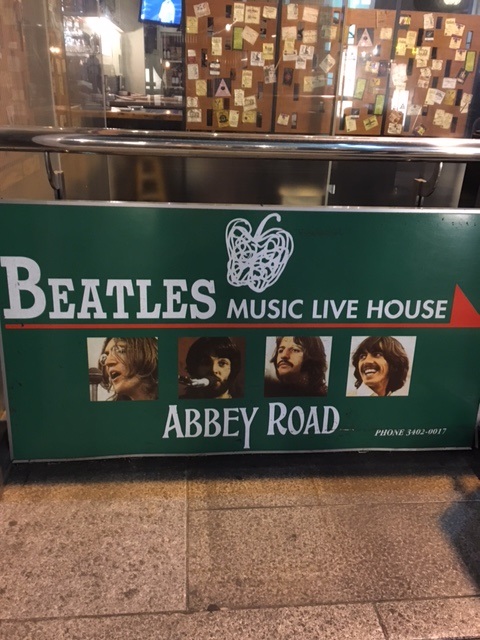 BEATLES MUSIC LIVE HOUSE
ABBEY ROAD
PHONE 3402-0017